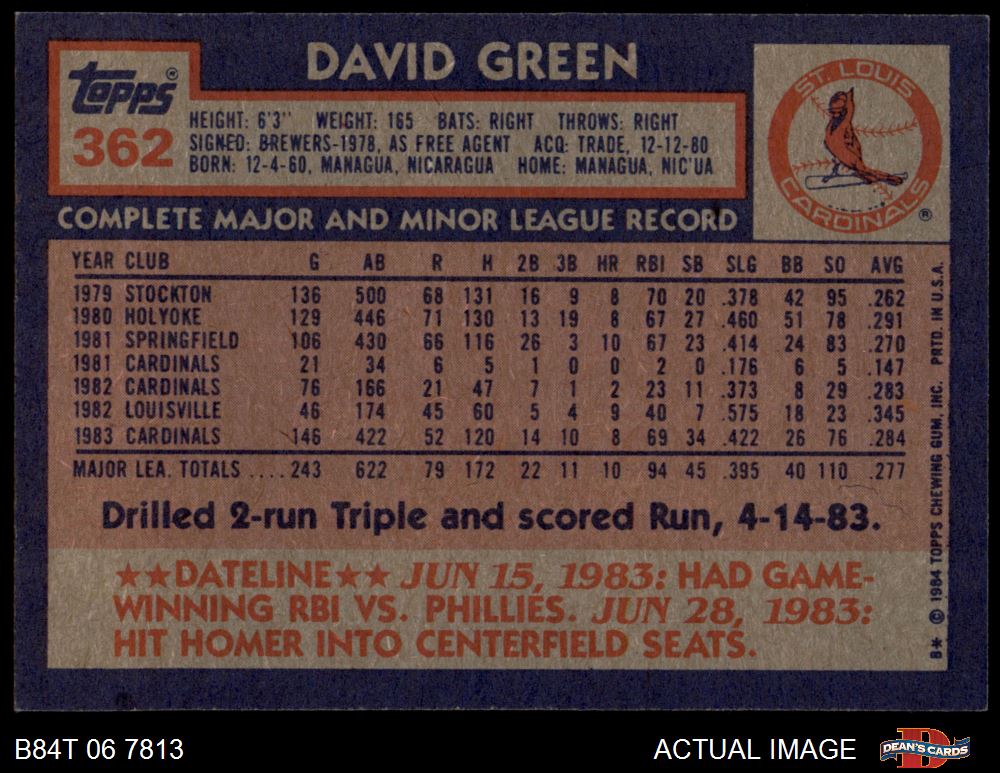 DAVID GREEN
Topps®
362
HEIGHT: 6'3" WEIGHT: 165 BATS: RIGHT THROWS: RIGHT
SIGNED: BREWERS-1978, AS FREE AGENT ACQ: TRADE, 12-12-80
BORN: 12-4-60, MANAGUA, NICARAGUA HOME: MANAGUA, NIC'UA
ST. LOUIS
CARDINALS ®
COMPLETE MAJOR AND MINOR LEAGUE RECORD
YEAR CLUB G AB R H 2B 3B HR RBI SB SLG BB SO AVG
1979 STOCKTON 136 500 68 131 16 9 8 70 20 .378 42 95 .262
1980 HOLYOKE 129 446 71 130 13 19 8 67 27 .460 51 78 .291
1981 SPRINGFIELD 106 430 66 116 26 3 10 67 23 .414 24 83 .270
1981 CARDINALS 21 34 6 5 1 0 0 2 0 .176 6 5 .147
1982 CARDINALS 76 166 21 47 7 1 2 23 11 .373 8 29 .283
1982 LOUISVILLE 46 174 45 60 5 4 9 40 7 .575 18 23 .345
1983 CARDINALS 146 422 52 120 14 10 8 69 34 .422 26 76 .284
MAJOR LEA. TOTALS ....243 622 79 172 22 11 10 94 45 .395 40 110 .277
Drilled 2-run Triple and scored Run, 4-14-83.
★★DATELINE★★ JUN 15, 1983: HAD GAME-
WINNING RBI VS. PHILLIES. JUN 28, 1983:
HIT HOMER INTO CENTERFIELD SEATS.
B* © 1984 TOPPS CHEWING GUM, INC. PRTD. IN U.S.A.
B84T 06 7813
ACTUAL IMAGE
DEAN'S CARDS